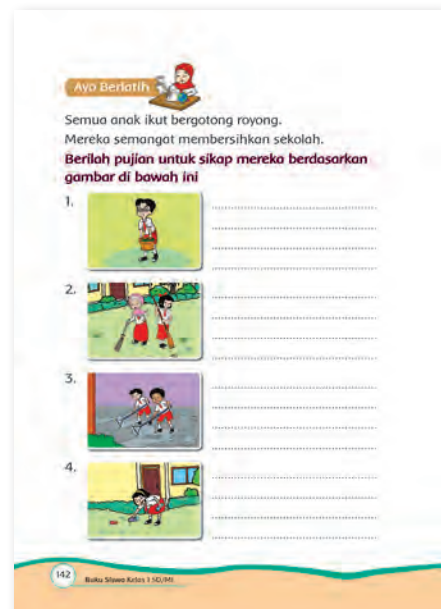 Ayo Berlatih
Semua anak ikut bergotong royong.
Mereka semangat membersihkan sekolah.
Berilah pujian untuk sikap mereka berdasarkan
gambar di bawah ini
1.
2.
3.
4.
142
Buku Siswa Kelas 1 SD/MI